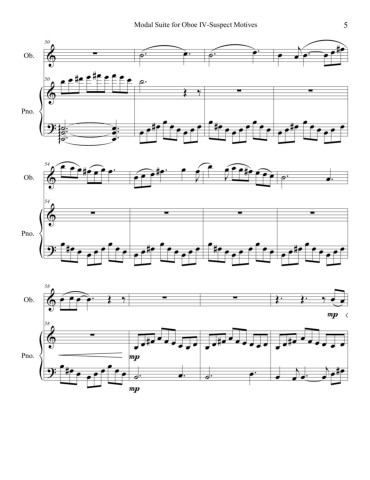 Modal Suite for Oboe IV-Suspect Motives 5
50
Ob.
50
Pno.
54
Ob.
54
Pno.
58
Ob.
mp
58
mp
Pno.
mp